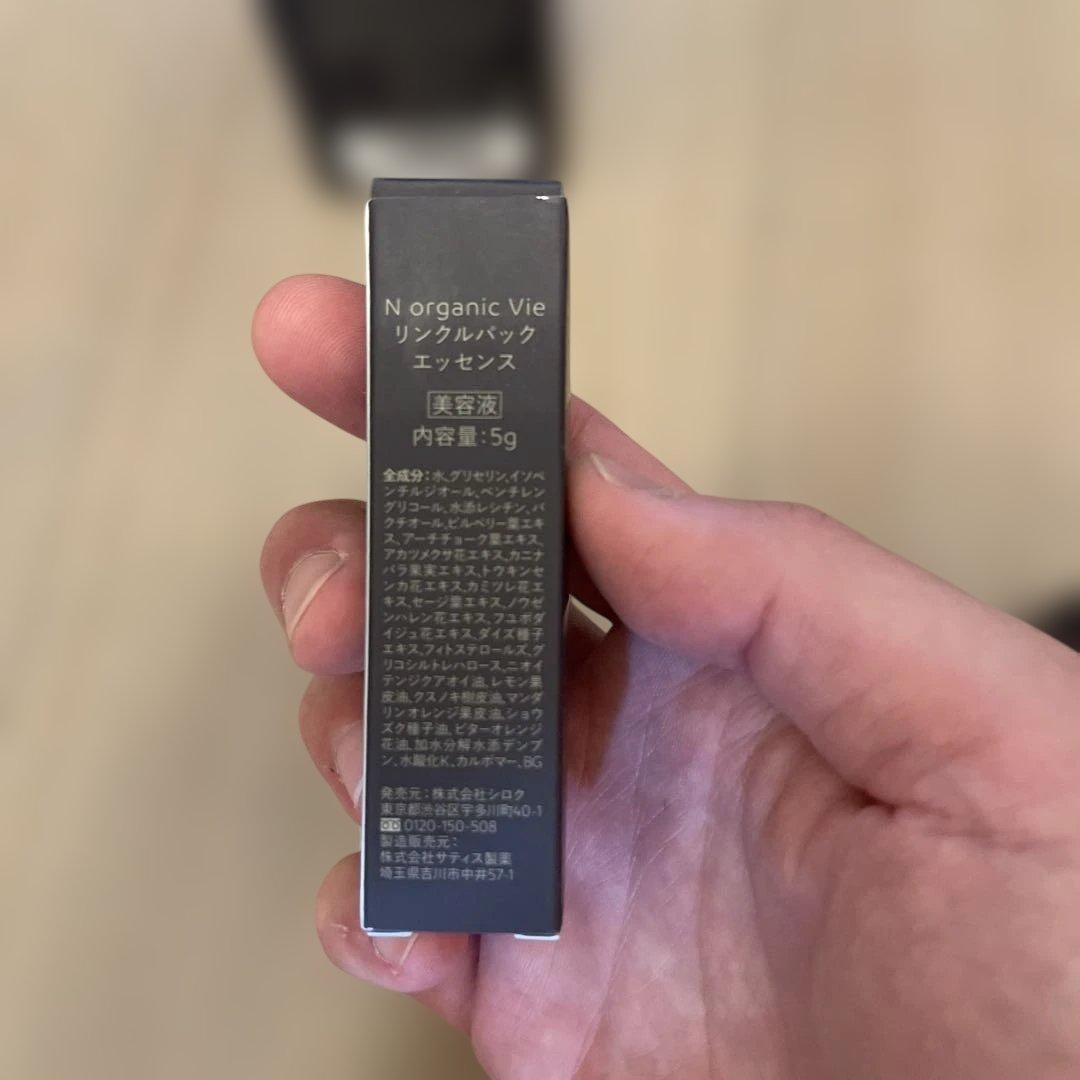 N organic Vie
リンクルパック
エッセンス
美容液
内容量：5g
全成分：水、グリセリン、イソペ
ンチルジオール、ペンチレン
グリコール、水添レシチン、バ
クチオール、ビルベリー葉エキ
ス、アーチチョーク葉エキス、
アカツメクサ花エキス、カニナ
バラ果実エキス、トウキンセ
ンカ花エキス、カミツレ花エ
キス、セージ葉エキス、ノウゼ
ンハレン花エキス、フユボダ
イジュ花エキス、ダイズ種子
エキス、フィトステロールズ、グ
リコシルトレハロース、ニオイ
テンジクアオイ油、レモン果
皮油、クスノキ樹皮油、マンダ
リンオレンジ果皮油、ショウ
ズク種子油、ビターオレンジ
花油、加水分解水添デンプ
ン、水酸化K、カルボマー、BG
発売元：株式会社シロク
東京都渋谷区宇多川町40-1
0120-150-508
製造販売元：
株式会社サティス製薬
埼玉県吉川市中井57-1